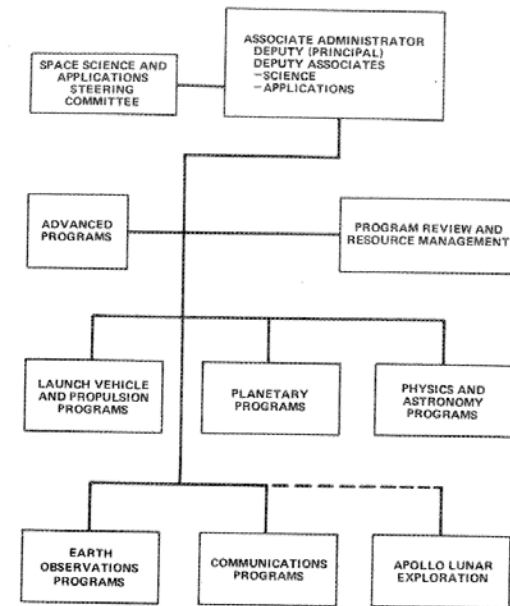 ASSOCIATE ADMINISTRATOR
DEPUTY (PRINCIPAL)
DEPUTY ASSOCIATES
—SCIENCE
—APPLICATIONS
SPACE SCIENCE AND
APPLICATIONS
STEERING
COMMITTEE
ADVANCED
PROGRAMS
PROGRAM REVIEW AND
RESOURCE MANAGEMENT
LAUNCH VEHICLE
AND PROPULSION
PROGRAMS
PLANETARY
PROGRAMS
PHYSICS AND
ASTRONOMY
PROGRAMS
EARTH
OBSERVATIONS
PROGRAMS
COMMUNICATIONS
PROGRAMS
APOLLO LUNAR
EXPLORATION